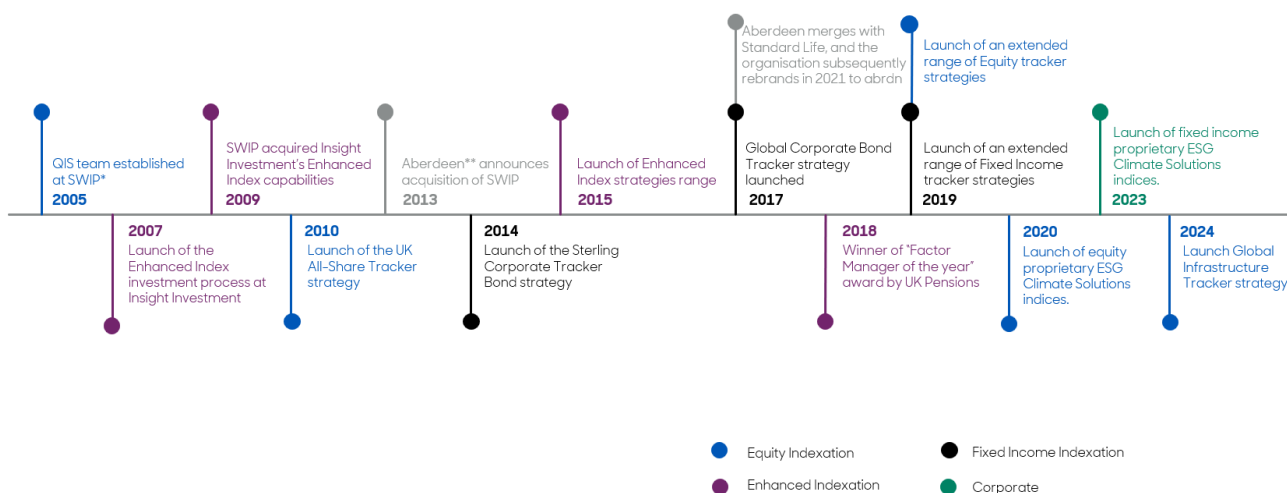 Aberdeen merges with
Standard Life, and the
organisation subsequently
rebrands in 2021 to abrdn
Launch of an extended
range of Equity tracker
strategies
QIS team established
at SWIP*
2005
SWIP acquired Insight
Investment's Enhanced
Index capabilities
2009
Aberdeen** announces
acquisition of SWIP
2013
Launch of Enhanced
Index strategies range
2015
Global Corporate Bond
Tracker strategy
launched
2017
Launch of an extended
range of Fixed Income
tracker strategies
2019
Launch of fixed income
proprietary ESG
Climate Solutions
indices.
2023
2007
Launch of the
Enhanced Index
investment process at
Insight Investment
2010
Launch of the UK
All-Share Tracker
strategy
2014
Launch of the Sterling
Corporate Tracker
Bond strategy
2018
Winner of "Factor
Manager of the year"
award by UK Pensions
2020
Launch of equity
proprietary ESG
Climate Solutions
indices.
2024
Launch Global
Infrastructure
Tracker strategy
Equity Indexation
Fixed Income Indexation
Enhanced Indexation
Corporate